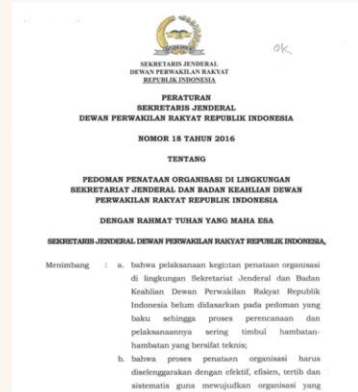 OK
SEKRETARIS JENDERAL
DEWAN PERWAKILAN RAKYAT
REPUBLIK INDONESIA
PERATURAN
SEKRETARIS JENDERAL
DEWAN PERWAKILAN RAKYAT REPUBLIK INDONESIA
NOMOR 18 TAHUN 2016
TENTANG
PEDOMAN PENATAAN ORGANISASI DI LINGKUNGAN
SEKRETARIAT JENDERAL DAN BADAN KEAHLIAN DEWAN
PERWAKILAN RAKYAT REPUBLIK INDONESIA
DENGAN RAHMAT TUHAN YANG MAHA ESA
SEKRETARIS JENDERAL DEWAN PERWAKILAN RAKYAT REPUBLIK INDONESIA,
Menimbang : a. bahwa pelaksanaan kegiatan penataan organisasi
di lingkungan Sekretariat Jenderal dan Badan
Keahlian Dewan Perwakilan Rakyat Republik
Indonesia belum didasarkan pada pedoman yang
baku sehingga proses perencanaan dan
pelaksanaannya sering timbul hambatan-
hambatan yang bersifat teknis;
b. bahwa proses penataan organisasi harus
diselenggarakan dengan efektif, efisien, tertib dan
sistematis guna mewujudkan organisasi yang